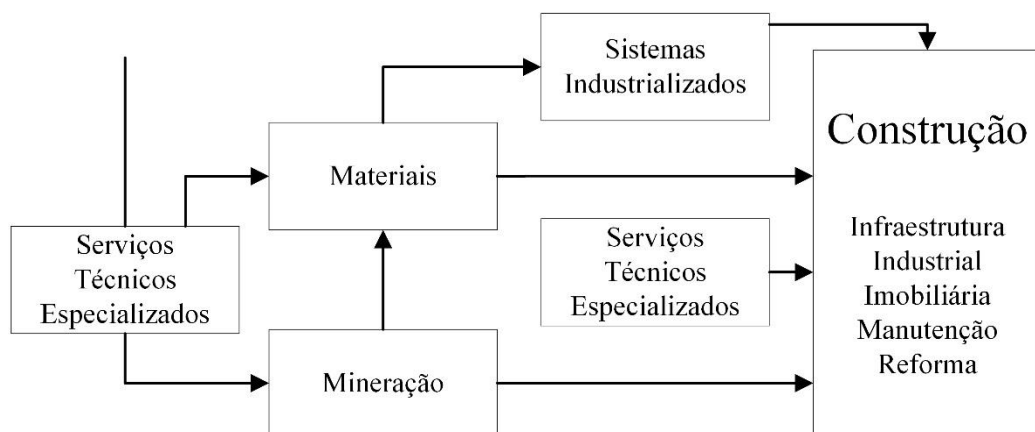 Sistemas
Industrializados
Construção
Materiais
Infraestrutura
Industrial
Imobiliária
Manutenção
Reforma
Serviços
Técnicos
Especializados
Serviços
Técnicos
Especializados
Mineração